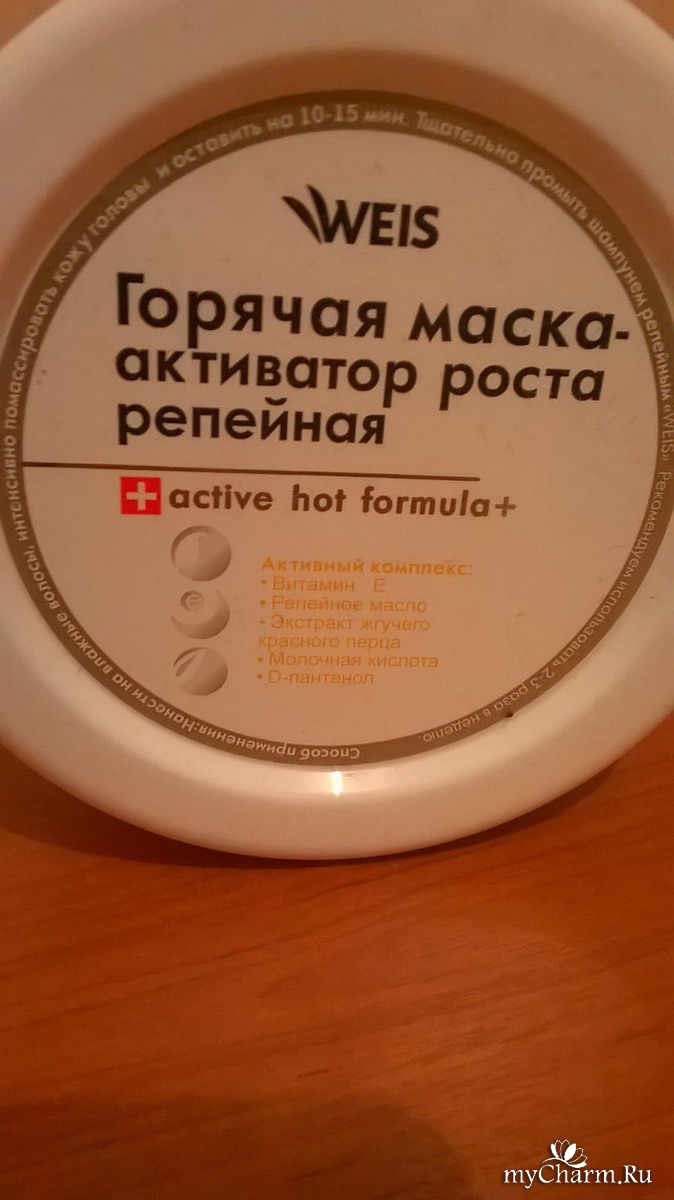 WEIS
Горячая маска-
активатор роста
репейная
active hot formula+
Активный комплекс:
• Витамин Е
• Репейное масло
• Экстракт жгучего
красного перца
• Молочная кислота
• D-пантенол
Способ применения:Нанести на влажные волосы, интенсивно помассировать кожу головы и оставить на 10-15 мин. Тщательно промыть шампунем репейным «WEIS». Рекомендуем использовать 2-3 раза в неделю.
myCharm.Ru